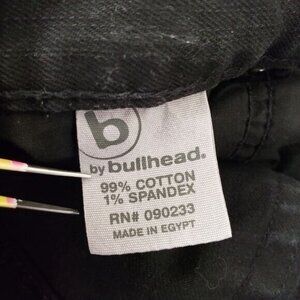 b
by bullhead®
99% COTTON
1% SPANDEX
RN# 090233
MADE IN EGYPT